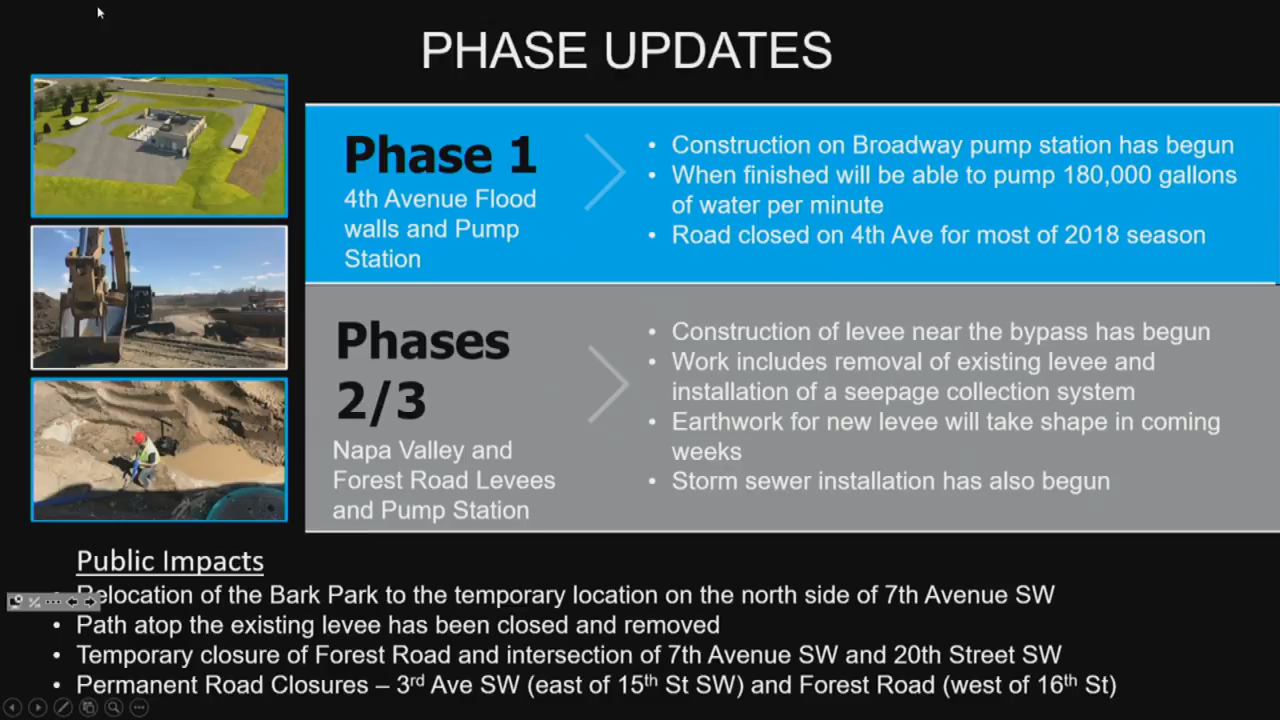 PHASE UPDATES
Phase 1
4th Avenue Flood
walls and Pump
Station
• Construction on Broadway pump station has begun
• When finished will be able to pump 180,000 gallons
of water per minute
• Road closed on 4th Ave for most of 2018 season
Phases
2/3
Napa Valley and
Forest Road Levees
and Pump Station
• Construction of levee near the bypass has begun
• Work includes removal of existing levee and
installation of a seepage collection system
• Earthwork for new levee will take shape in coming
weeks
• Storm sewer installation has also begun
Public Impacts
• Relocation of the Bark Park to the temporary location on the north side of 7th Avenue SW
• Path atop the existing levee has been closed and removed
• Temporary closure of Forest Road and intersection of 7th Avenue SW and 20th Street SW
• Permanent Road Closures – 3rd Ave SW (east of 15th St SW) and Forest Road (west of 16th St)